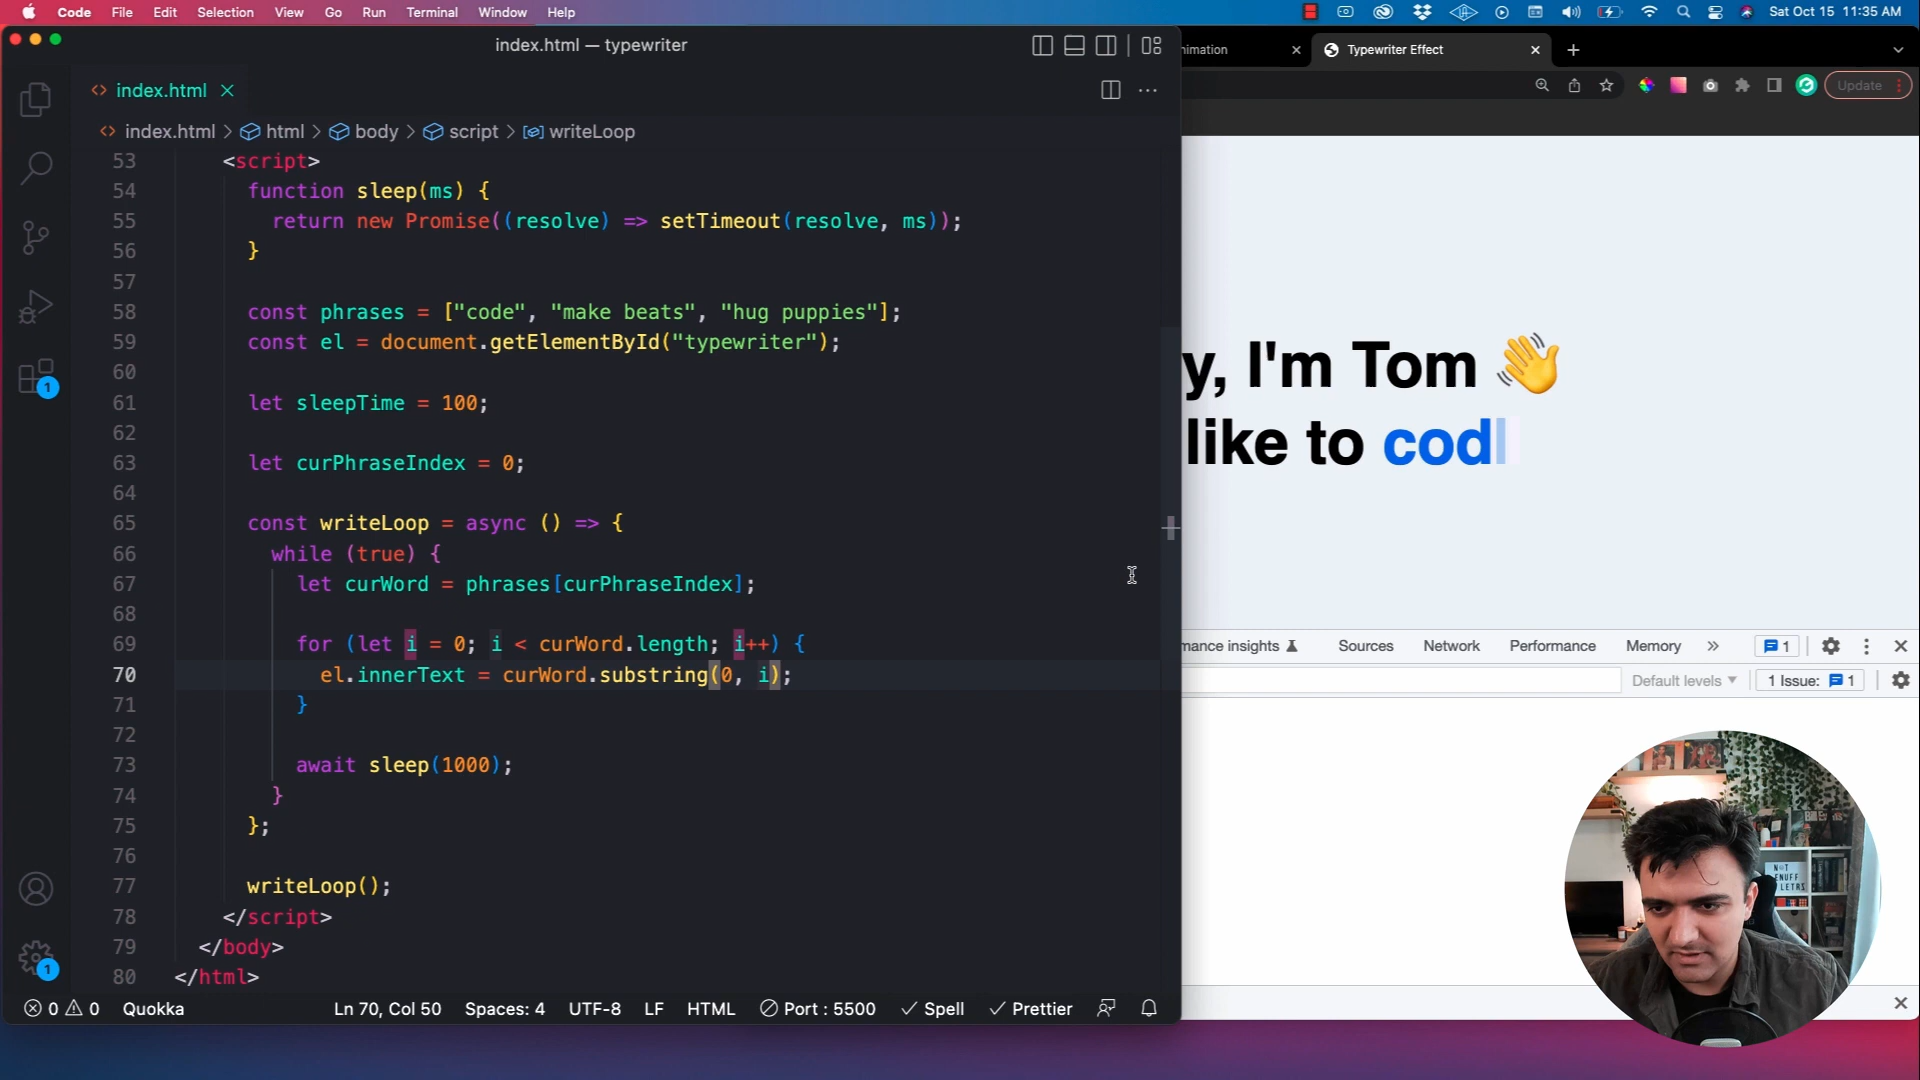 Code File Edit Selection View Go Run Terminal Window Help
Sat Oct 15 11:35 AM
index.html — typewriter
index.html
index.html > html > body > script > writeLoop
53 <script>
54 function sleep(ms) {
55 return new Promise((resolve) => setTimeout(resolve, ms));
56 }
57
58 const phrases = ["code", "make beats", "hug puppies"];
59 const el = document.getElementById("typewriter");
60
61 let sleepTime = 100;
62
63 let curPhraseIndex = 0;
64
65 const writeLoop = async () => {
66 while (true) {
67 let curWord = phrases[curPhraseIndex];
68
69 for (let i = 0; i < curWord.length; i++) {
70 el.innerText = curWord.substring(0, i);
71 }
72
73 await sleep(1000);
74 }
75 };
76
77 writeLoop();
78 </script>
79 </body>
80 </html>
1
1
0 0 Quokka Ln 70, Col 50 Spaces: 4 UTF-8 LF HTML Port : 5500 Spell Prettier
nimation Typewriter Effect
Update
y, I'm Tom 👋
like to cod
mance insights Sources Network Performance Memory » 1
Default levels 1 Issue: 1